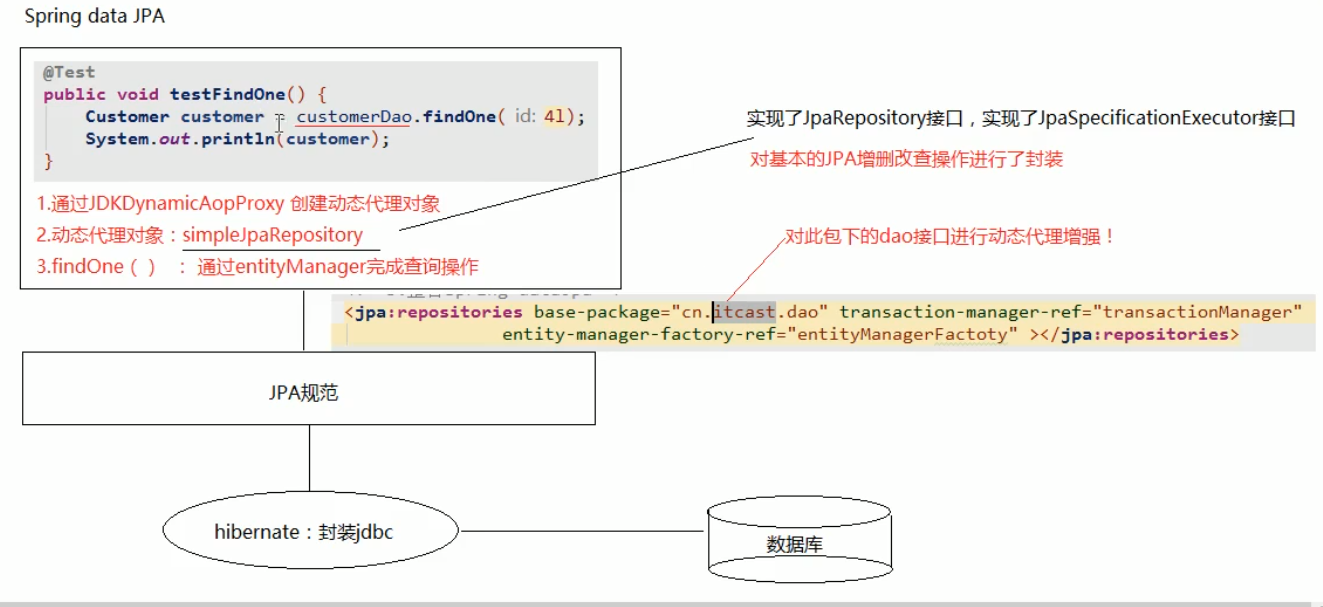 Spring data JPA
@Test
public void testFindOne() {
Customer customer = customerDao.findOne( id: 4l);
System.out.println(customer);
}
实现了JpaRepository接口，实现了JpaSpecificationExecutor接口
对基本的JPA增删改查操作进行了封装
1.通过JDKDynamicAopProxy 创建动态代理对象
2.动态代理对象：simpleJpaRepository
3.findOne（ ） ： 通过entityManager完成查询操作
对此包下的dao接口进行动态代理增强！
<jpa:repositories base-package="cn.itcast.dao" transaction-manager-ref="transactionManager"
entity-manager-factory-ref="entityManagerFactoty" ></jpa:repositories>
JPA规范
hibernate：封装jdbc
数据库